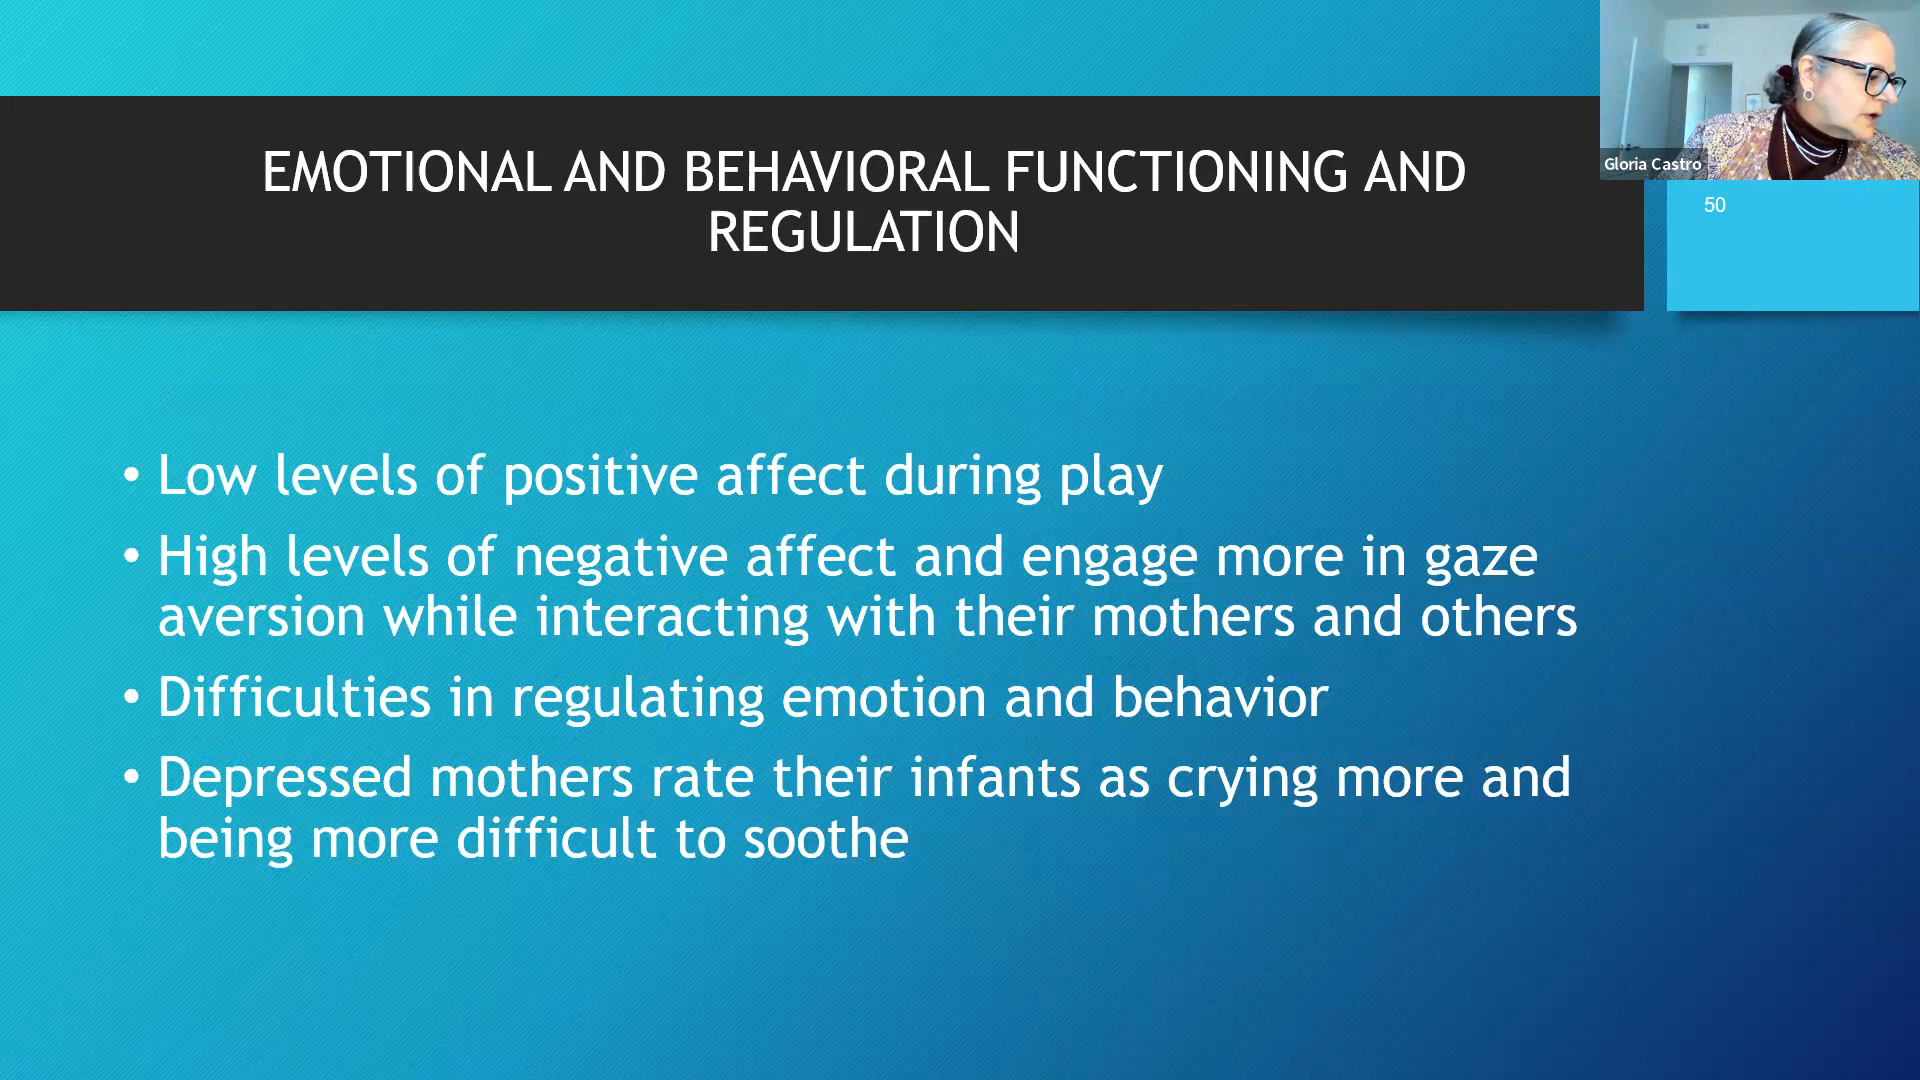 EMOTIONAL AND BEHAVIORAL FUNCTIONING AND
REGULATION
Gloria Castro
50
• Low levels of positive affect during play
• High levels of negative affect and engage more in gaze
aversion while interacting with their mothers and others
• Difficulties in regulating emotion and behavior
• Depressed mothers rate their infants as crying more and
being more difficult to soothe